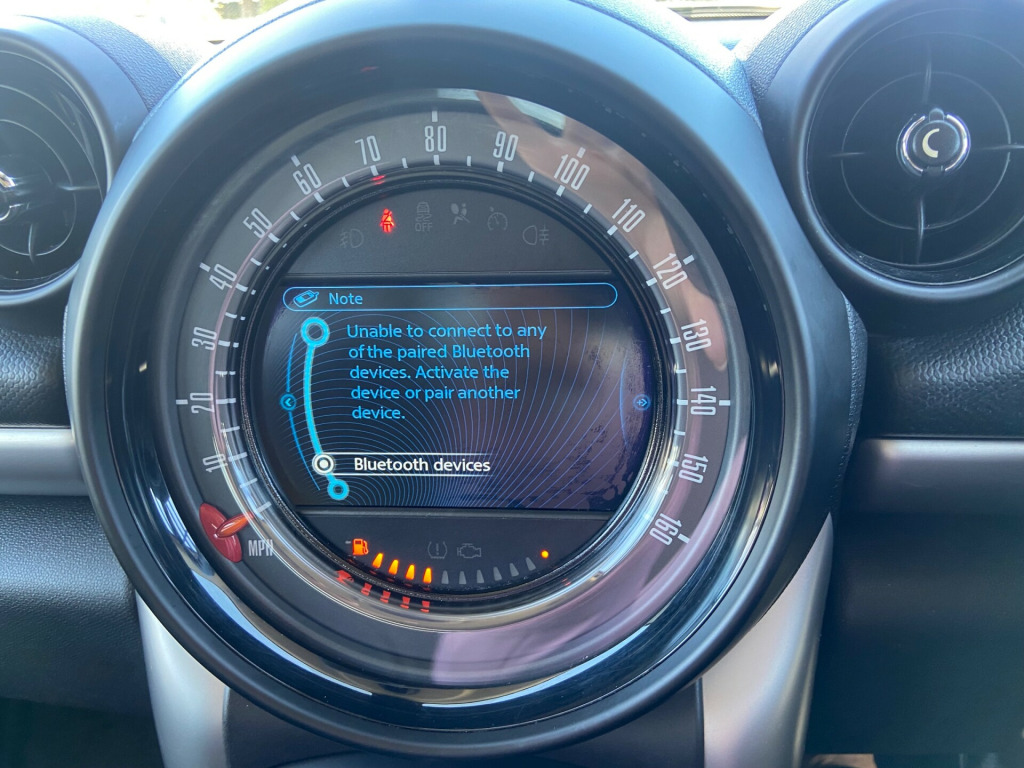 10
20
30
40
50
60
70
80
90
100
110
120
130
140
150
160
MPH
OFF
Note
Unable to connect to any
of the paired Bluetooth
devices. Activate the
device or pair another
device.
Bluetooth devices